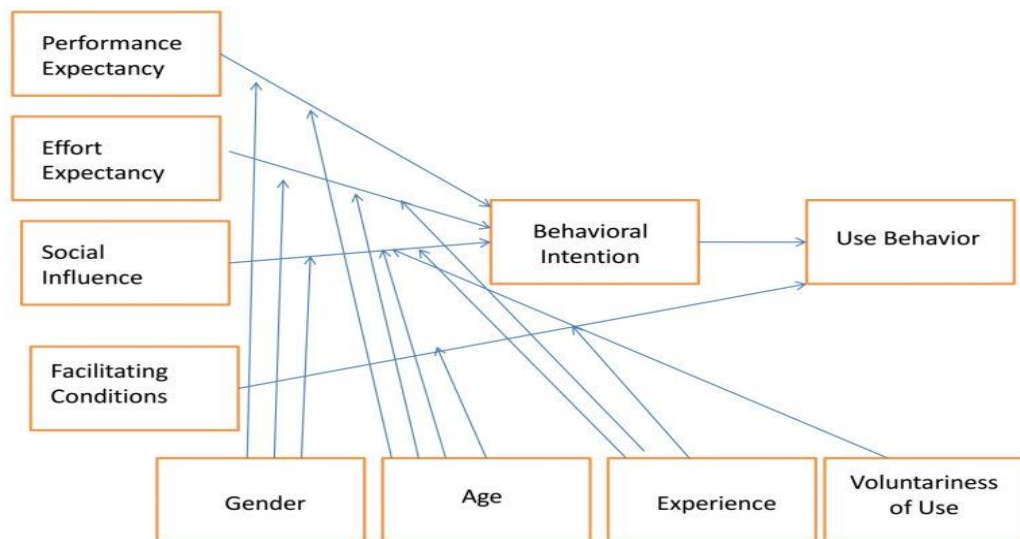 Performance
Expectancy
Effort
Expectancy
Social
Influence
Behavioral
Intention
Use Behavior
Facilitating
Conditions
Gender
Age
Experience
Voluntariness
of Use